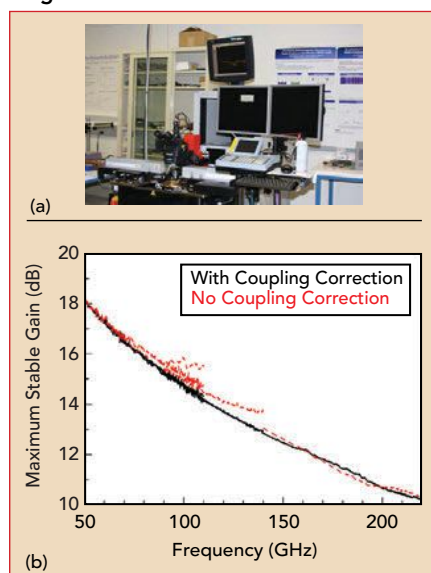 (a)
20
18
16
14
12
10
With Coupling Correction
No Coupling Correction
Maximum Stable Gain (dB)
50
100
150
200
Frequency (GHz)
(b)